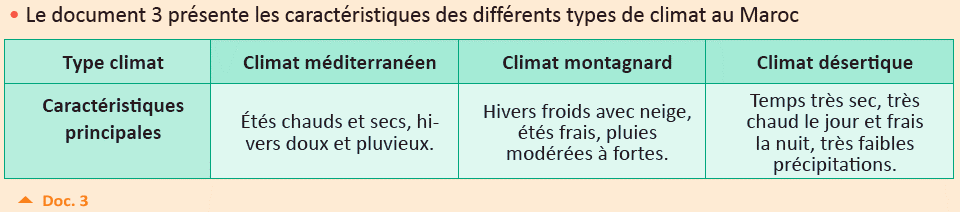 • Le document 3 présente les caractéristiques des différents types de climat au Maroc
Type climat
Climat méditerranéen
Climat montagnard
Climat désertique
Caractéristiques
principales
Étés chauds et secs, hi-
vers doux et pluvieux.
Hivers froids avec neige,
étés frais, pluies
modérées à fortes.
Temps très sec, très
chaud le jour et frais
la nuit, très faibles
précipitations.
Doc. 3